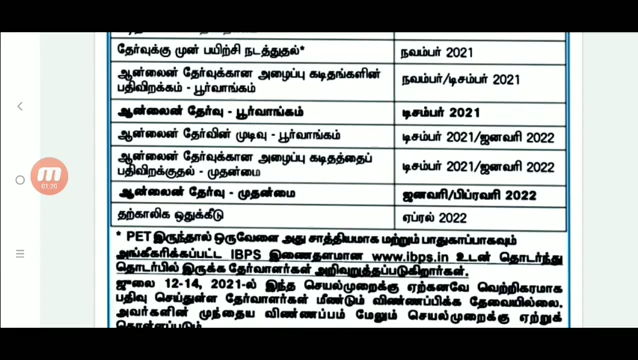 தேர்வுக்கு முன் பயிற்சி நடத்துதல்* நவம்பர் 2021
ஆன்லைன் தேர்வுக்கான அழைப்பு கடிதங்களின்
பதிவிறக்கம் - பூர்வாங்கம் நவம்பர்/டிசம்பர் 2021
ஆன்லைன் தேர்வு - பூர்வாங்கம் டிசம்பர் 2021
ஆன்லைன் தேர்வின் முடிவு - பூர்வாங்கம் டிசம்பர் 2021/ஜனவரி 2022
ஆன்லைன் தேர்வுக்கான அழைப்பு கடிதத்தைப்
பதிவிறக்குதல் - முதன்மை டிசம்பர் 2021/ஜனவரி 2022
ஆன்லைன் தேர்வு - முதன்மை ஜனவரி/பிப்ரவரி 2022
தற்காலிக ஒதுக்கீடு ஏப்ரல் 2022
* PET இருந்தால் ஒருவேளை அது சாத்தியமாக மற்றும் பாதுகாப்பாகவும்
அங்கீகரிக்கப்பட்ட IBPS இணைதளமான www.ibps.in உடன் தொடர்ந்து
தொடர்பில் இருக்க தேர்வாளர்கள் அறிவுறுத்தப்படுகிறார்கள்.
ஜுலை 12-14, 2021-ல் இந்த செயல்முறைக்கு ஏற்கனவே வெற்றிகரமாக
பதிவு செய்துள்ள தேர்வாளர்கள் மீண்டும் விண்ணப்பிக்க தேவையில்லை.
அவர்களின் முந்தைய விண்ணப்பம் மேலும் செயல்முறைக்கு ஏற்றுக்
கொள்ளப்படும்.
01:20